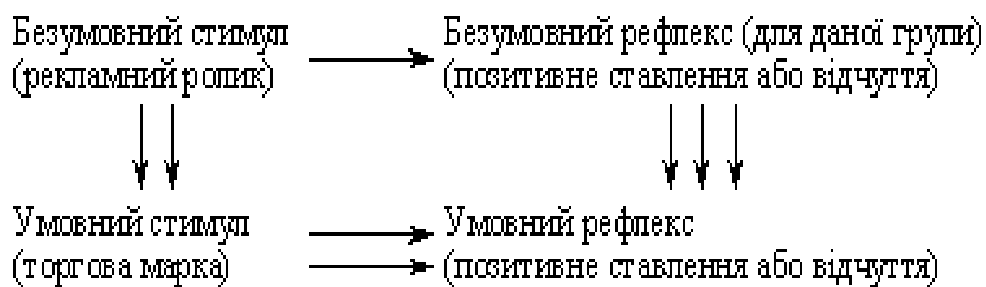 Безумовний стимул
(рекламний ролик)
Безумовний рефлекс (для даної групи)
(позитивне ставлення або відчуття)
Умовний стимул
(торгова марка)
Умовний рефлекс
(позитивне ставлення або відчуття)